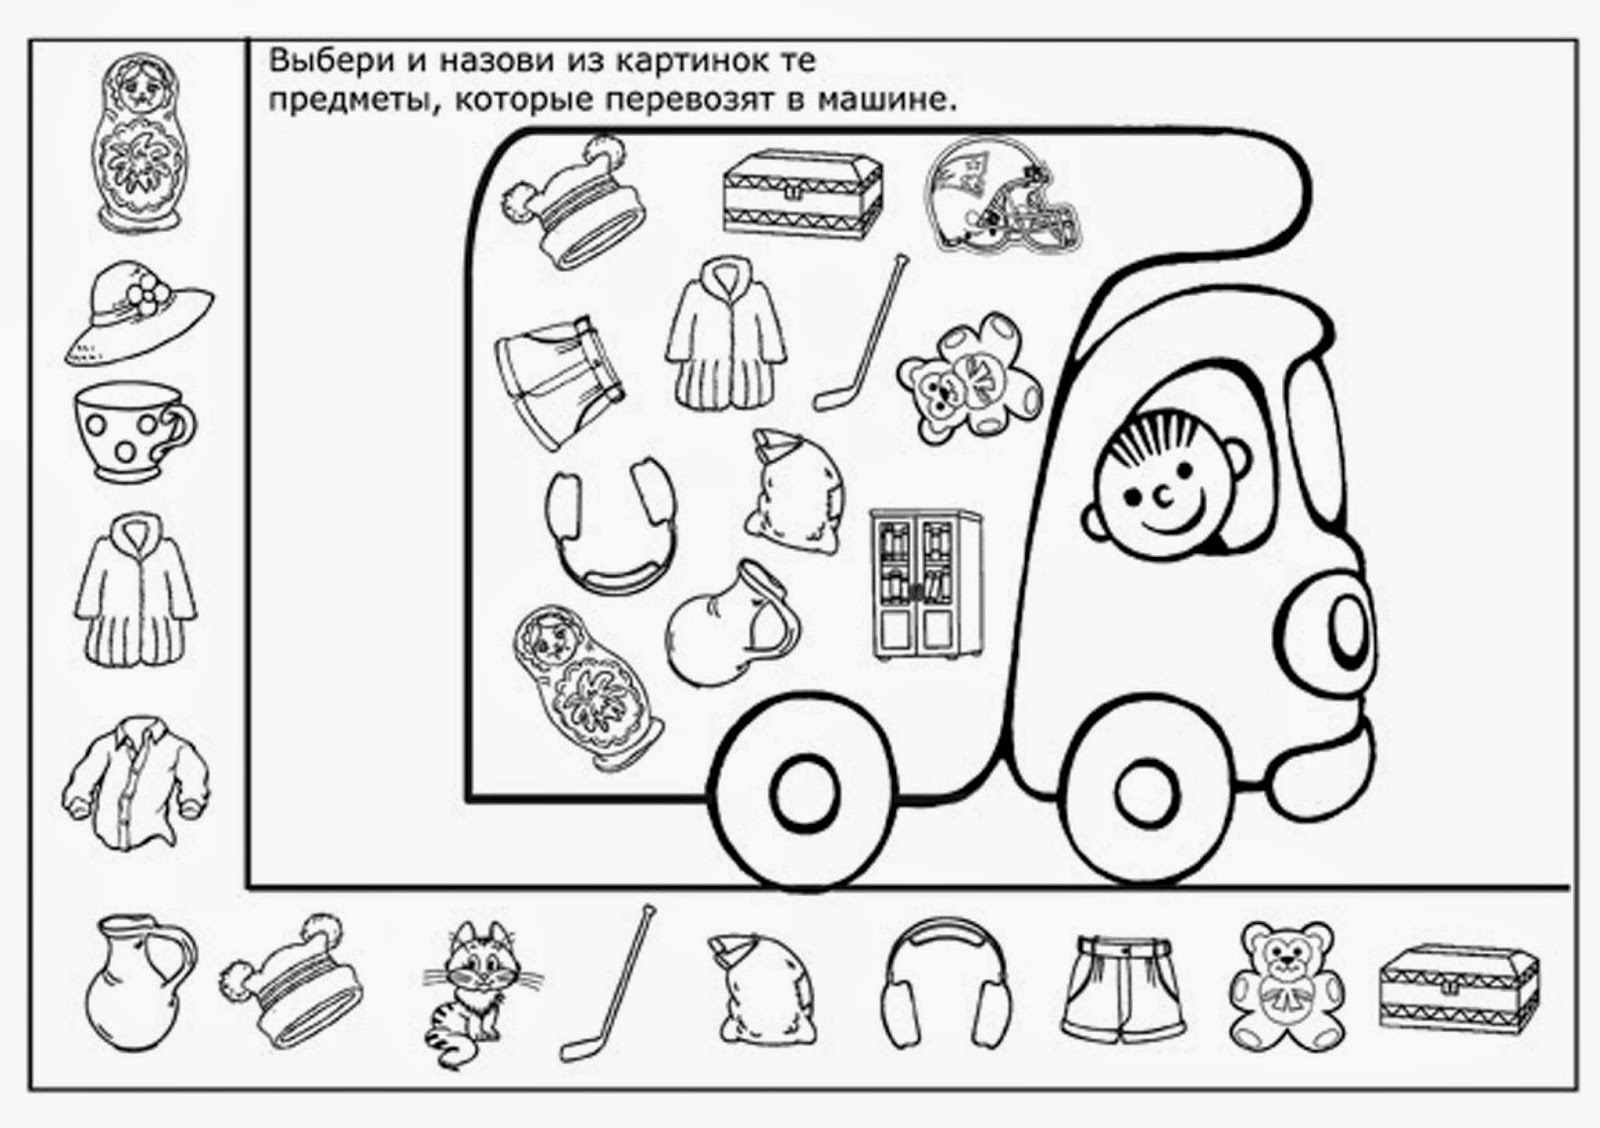 Выбери и назови из картинок те
предметы, которые перевозят в машине.